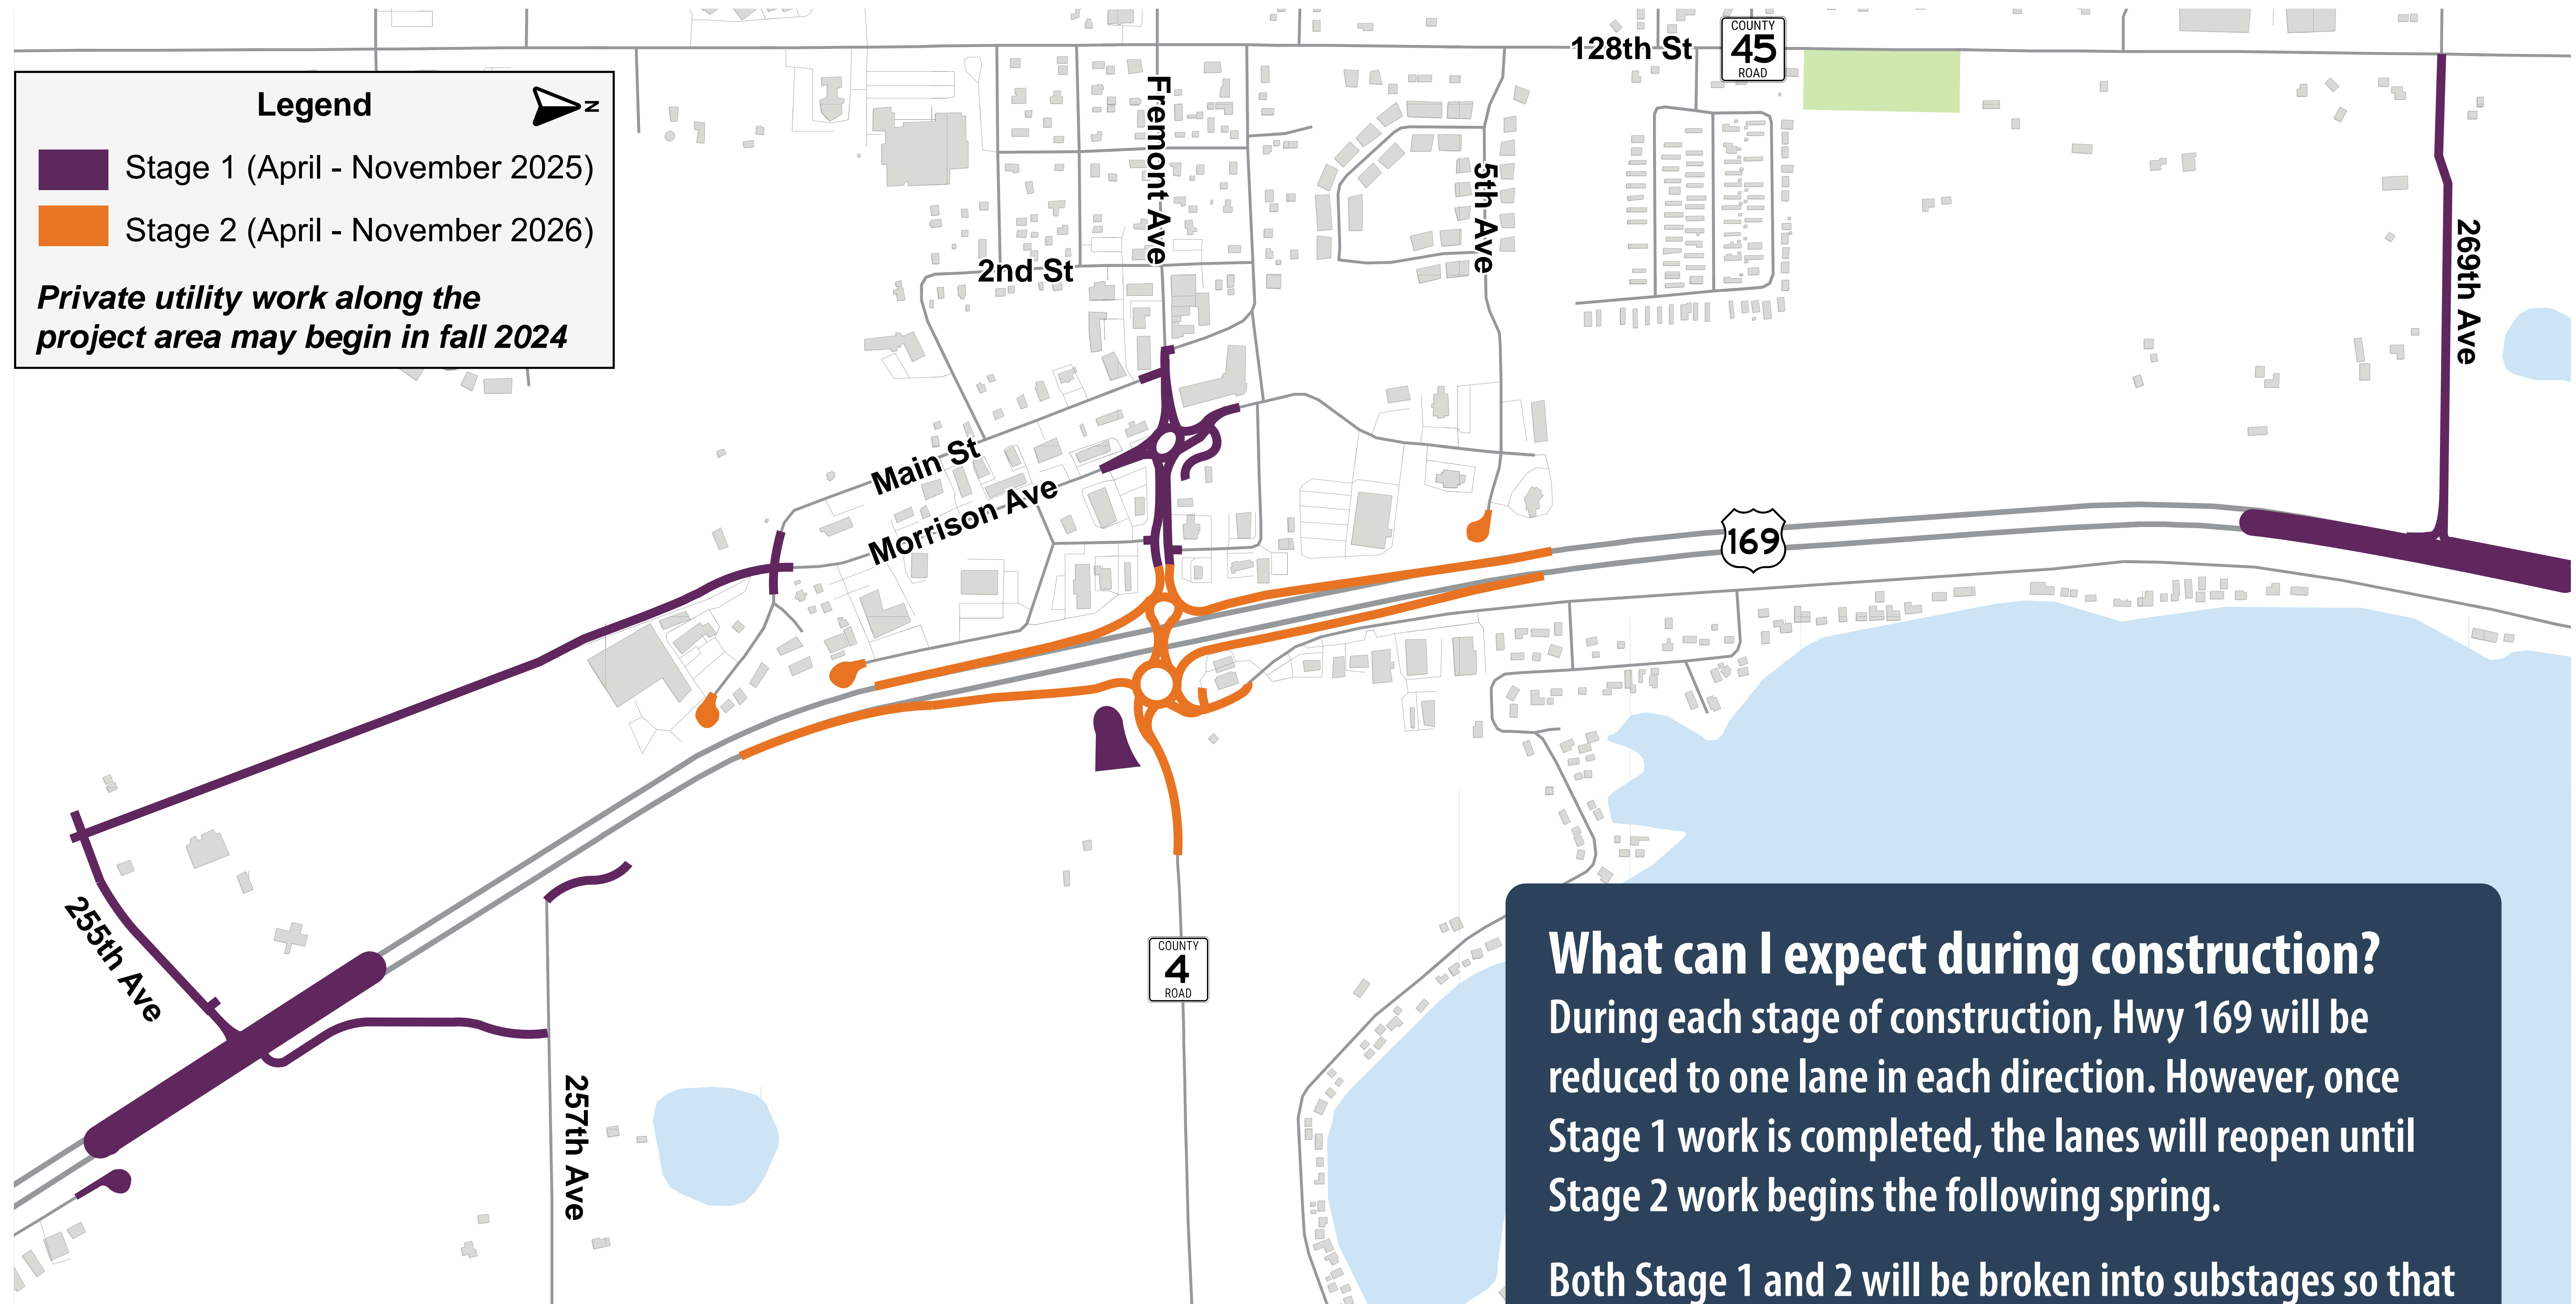 128th St
COUNTY
45
ROAD
Legend
N
Stage 1 (April - November 2025)
Stage 2 (April - November 2026)
Private utility work along the
project area may begin in fall 2024
Fremont Ave
5th Ave
2nd St
269th Ave
Main St
Morrison Ave
169
255th Ave
COUNTY
4
ROAD
257th Ave
What can I expect during construction?
During each stage of construction, Hwy 169 will be
reduced to one lane in each direction. However, once
Stage 1 work is completed, the lanes will reopen until
Stage 2 work begins the following spring.
Both Stage 1 and 2 will be broken into substages so that